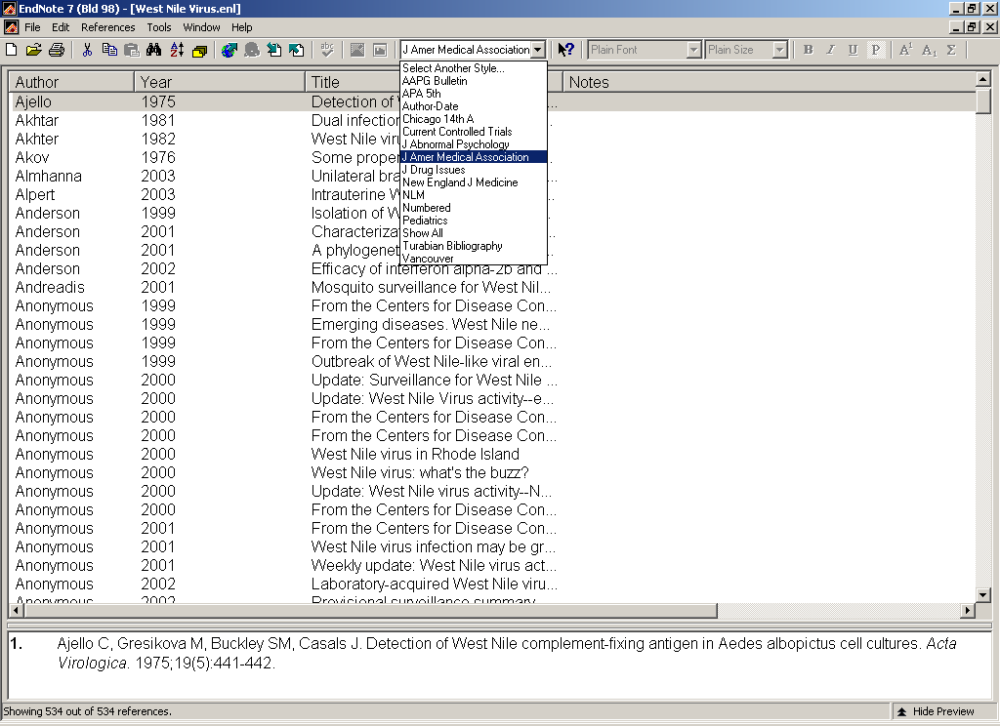 EndNote 7 (Bld 98) - [West Nile Virus.enl]
File Edit References Tools Window Help
J Amer Medical Association Plain Font Plain Size B I U P A¹ A₁ Σ
Select Another Style...
AAPG Bulletin
APA 5th
Author-Date
Chicago 14th A
Current Controlled Trials
J Abnormal Psychology
J Amer Medical Association
J Drug Issues
New England J Medicine
NLM
Numbered
Pediatrics
Show All
Turabian Bibliography
Vancouver
Author Year Title Notes
Ajello 1975 Detection of ...
Akhtar 1981 Dual infection
Akhter 1982 West Nile vir
Akov 1976 Some proper
Almhanna 2003 Unilateral bra
Alpert 2003 Intrauterine W
Anderson 1999 Isolation of W
Anderson 2001 Characteriza
Anderson 2001 A phylogenet
Anderson 2002 Efficacy of interferon alpha-2b and ...
Andreadis 2001 Mosquito surveillance for West Nil...
Anonymous 1999 From the Centers for Disease Con...
Anonymous 1999 Emerging diseases. West Nile ne...
Anonymous 1999 From the Centers for Disease Con...
Anonymous 1999 Outbreak of West Nile-like viral en...
Anonymous 2000 Update: Surveillance for West Nile ...
Anonymous 2000 Update: West Nile Virus activity--e...
Anonymous 2000 From the Centers for Disease Con...
Anonymous 2000 From the Centers for Disease Con...
Anonymous 2000 West Nile virus in Rhode Island
Anonymous 2000 West Nile virus: what's the buzz?
Anonymous 2000 Update: West Nile virus activity--N...
Anonymous 2000 From the Centers for Disease Con...
Anonymous 2001 From the Centers for Disease Con...
Anonymous 2001 West Nile virus infection may be gr...
Anonymous 2001 Weekly update: West Nile virus act...
Anonymous 2002 Laboratory-acquired West Nile viru...
Anonymous 2002 Provisional surveillance summary
1. Ajello C, Gresikova M, Buckley SM, Casals J. Detection of West Nile complement-fixing antigen in Aedes albopictus cell cultures. Acta
Virologica. 1975;19(5):441-442.
Showing 534 out of 534 references. Hide Preview